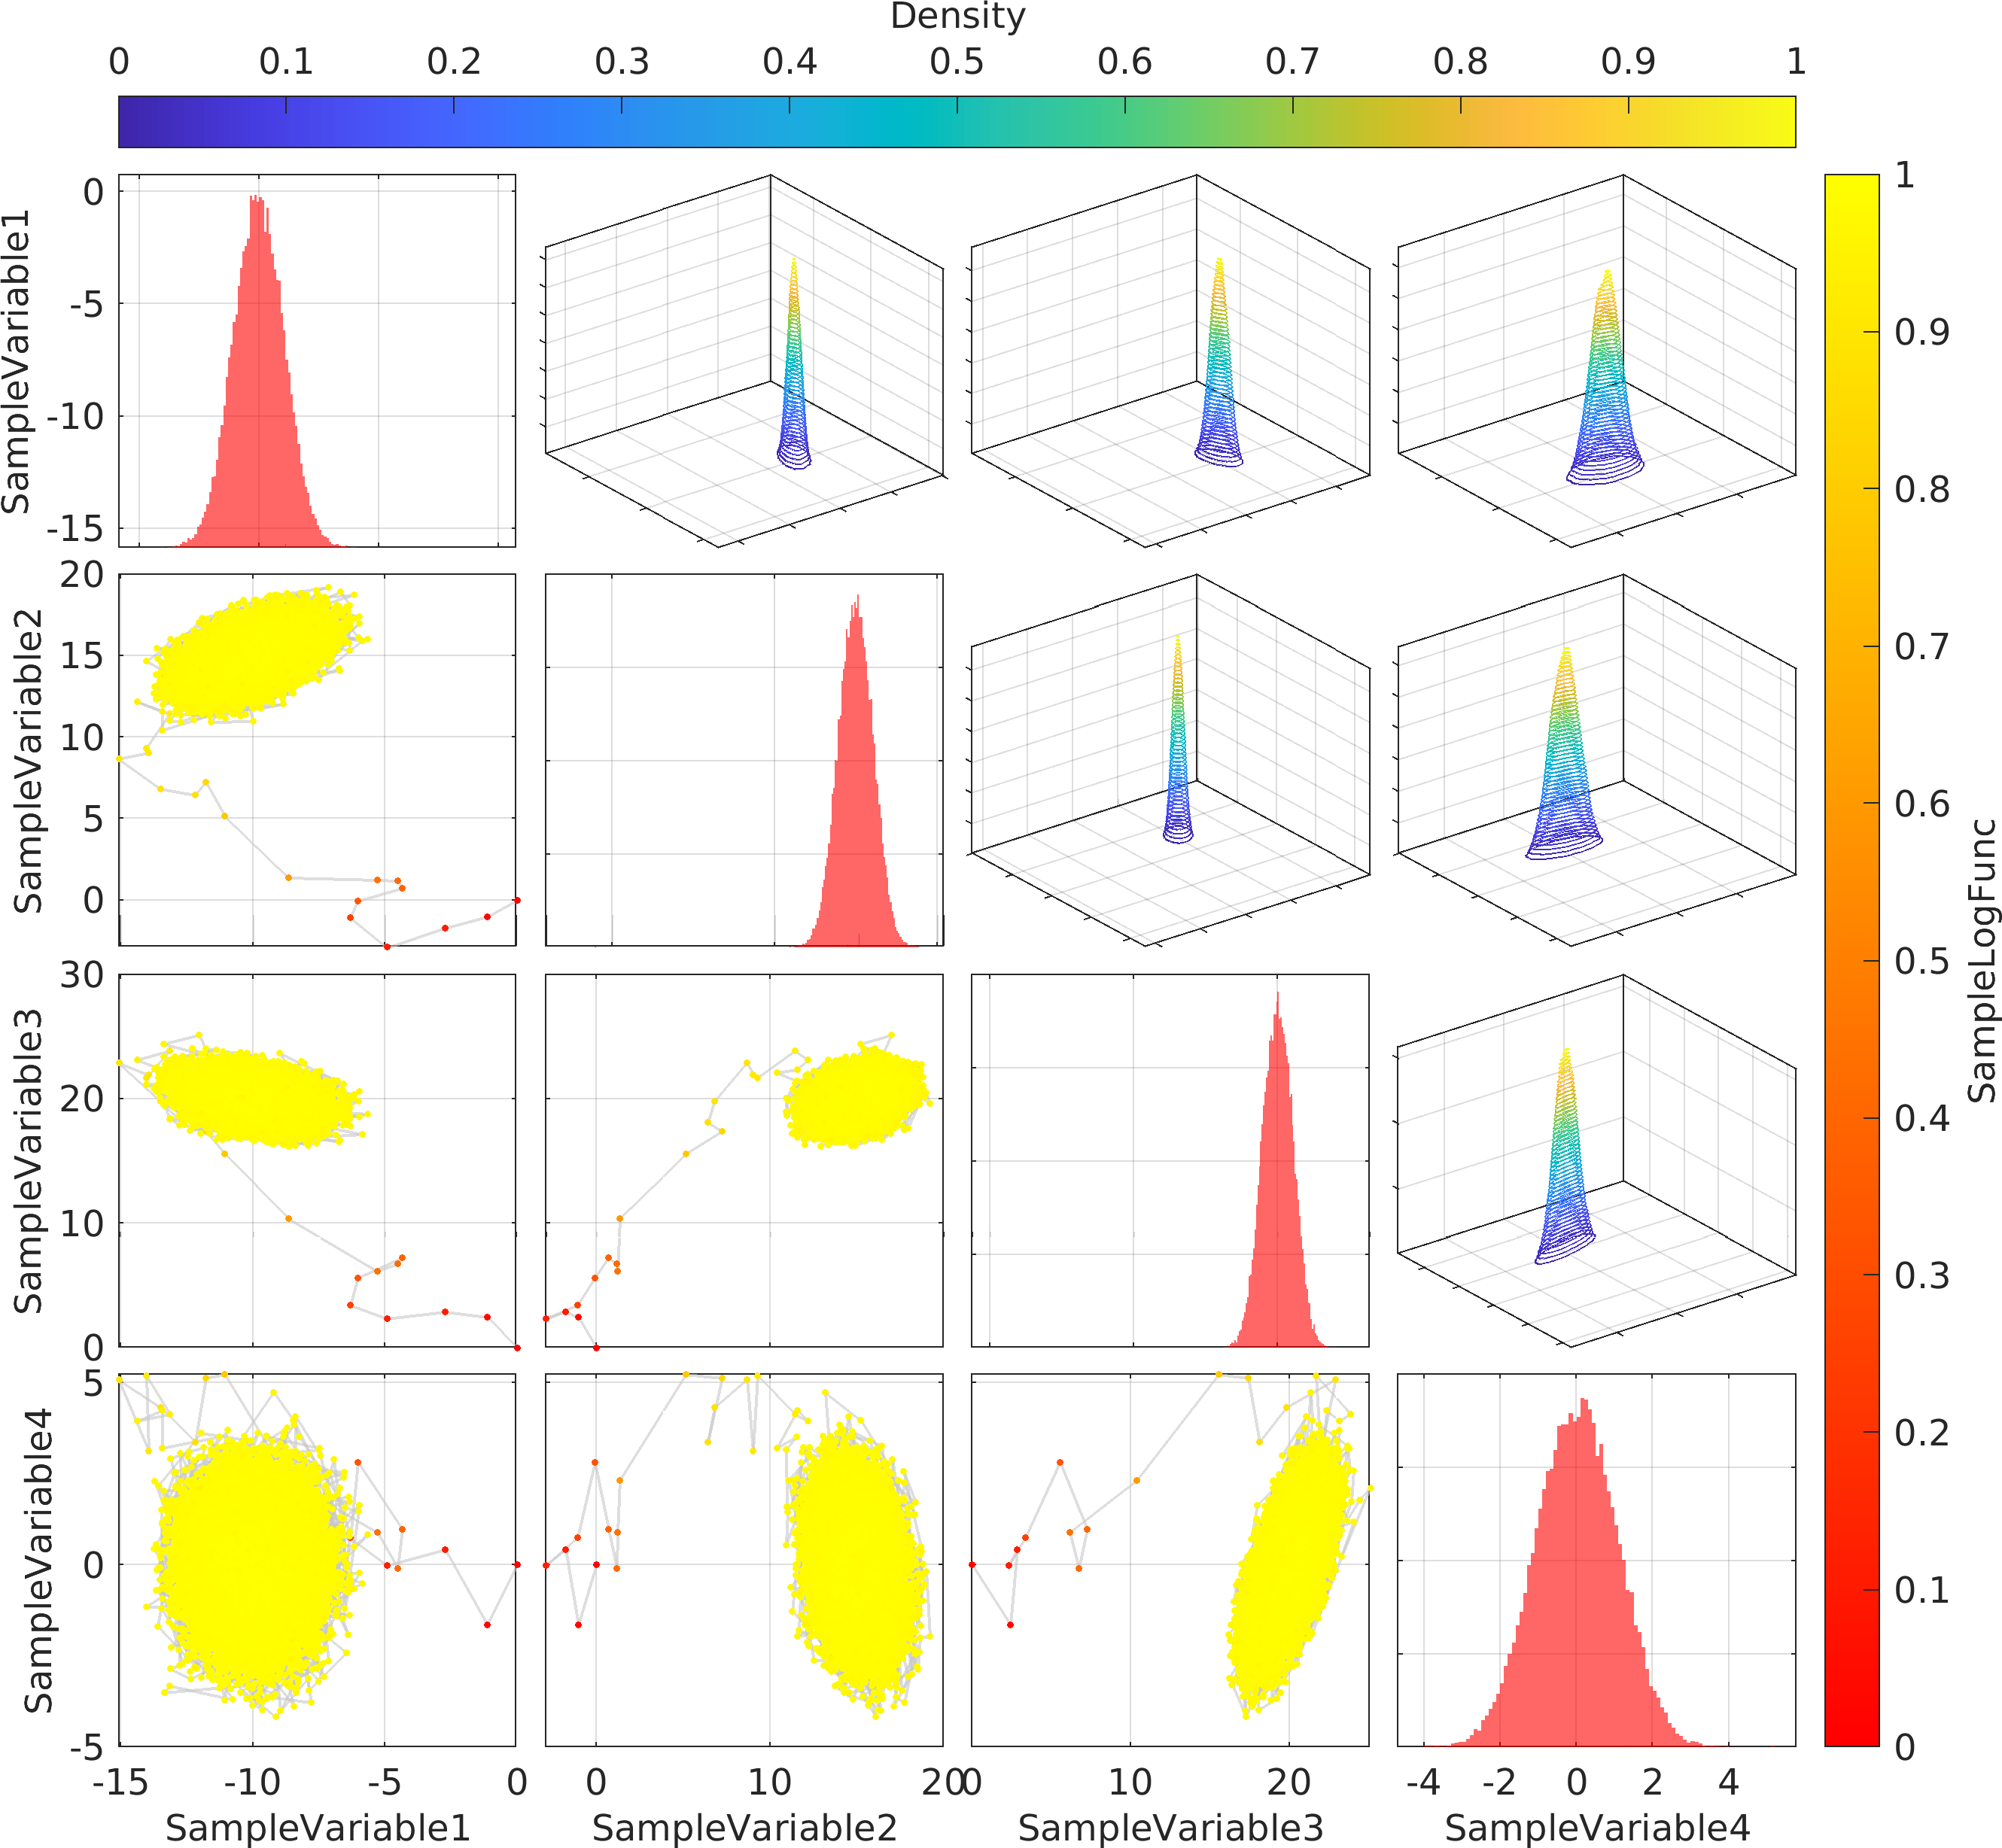 Density
0 0.1 0.2 0.3 0.4 0.5 0.6 0.7 0.8 0.9 1
SampleVariable1
0
-5
-10
-15
SampleVariable2
20
15
10
5
0
SampleVariable3
30
20
10
0
SampleVariable4
5
0
-5
-15 -10 -5 0
0 10 20
0 10 20
-4 -2 0 2 4
SampleVariable1 SampleVariable2 SampleVariable3 SampleVariable4
1
0.9
0.8
0.7
0.6
0.5
0.4
0.3
0.2
0.1
0
SampleLogFunc